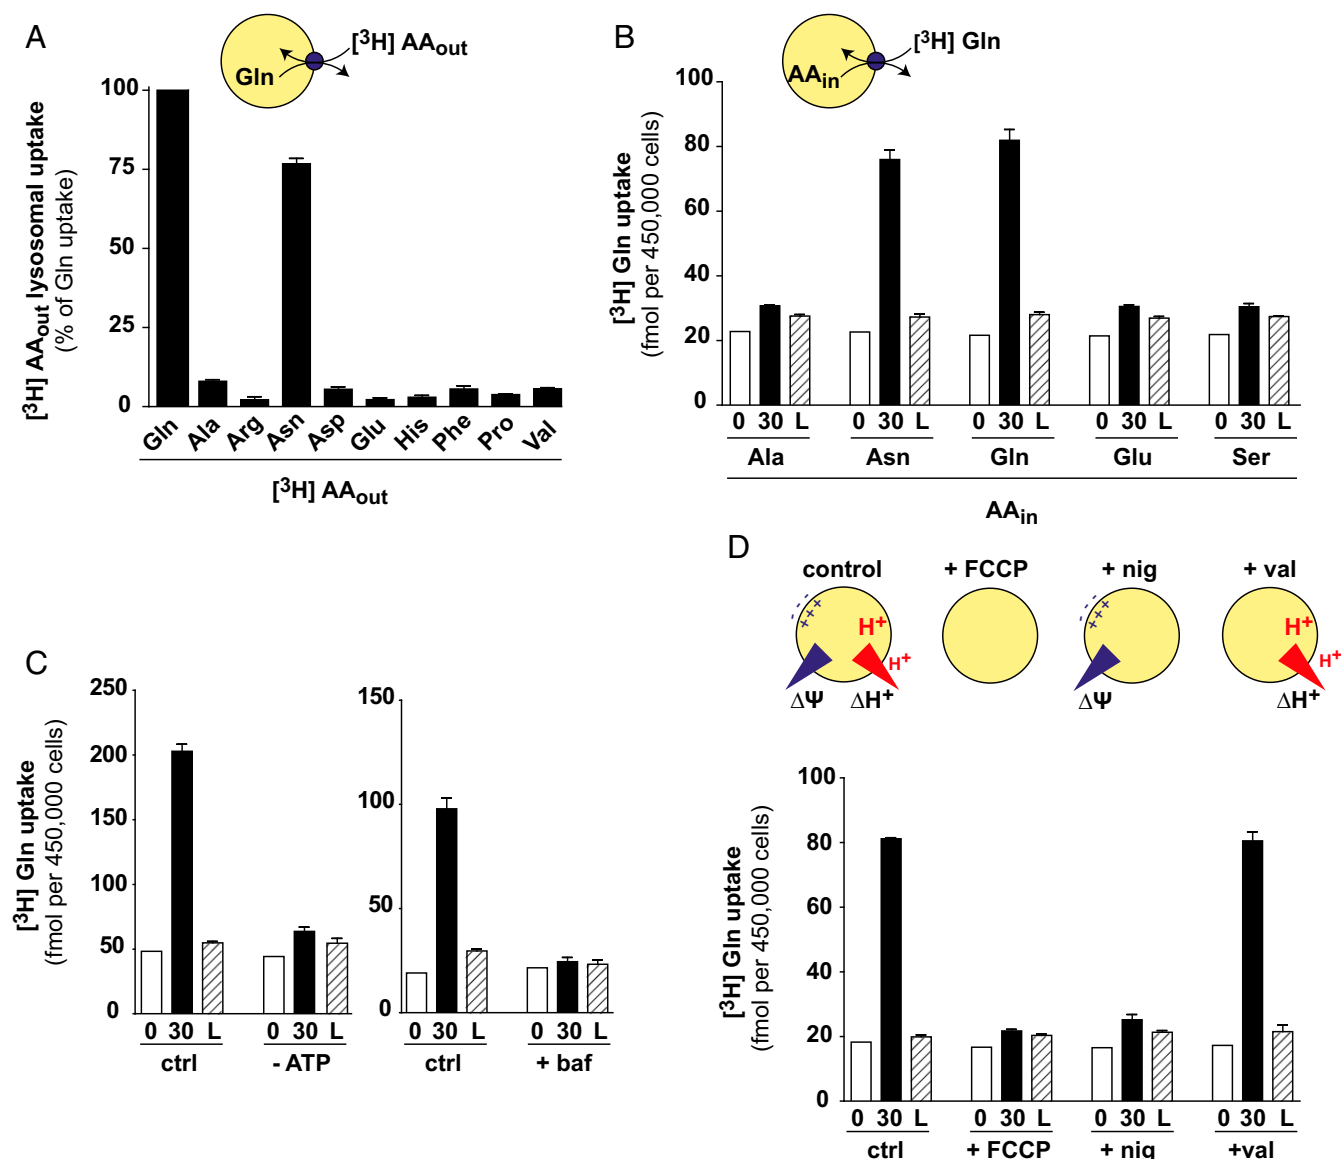 A
[3H] AAout
Gln
[3H] AAout lysosomal uptake
(% of Gln uptake)
100
75
50
25
0
Gln Ala Arg Asn Asp Glu His Phe Pro Val
[3H] AAout
B
[3H] Gln
AAin
[3H] Gln uptake
(fmol per 450,000 cells)
100
80
60
40
20
0
0 30 L 0 30 L 0 30 L 0 30 L 0 30 L
Ala Asn Gln Glu Ser
AAin
C
[3H] Gln uptake
(fmol per 450,000 cells)
250
200
150
100
50
0
0 30 L 0 30 L
ctrl - ATP
150
100
50
0
0 30 L 0 30 L
ctrl + baf
D
control + FCCP + nig + val
+ + +
- - -
H+
H+
ΔΨ ΔH+
+ + +
- - -
ΔΨ
H+
H+
ΔH+
[3H] Gln uptake
(fmol per 450,000 cells)
100
80
60
40
20
0
0 30 L 0 30 L 0 30 L 0 30 L
ctrl + FCCP + nig +val